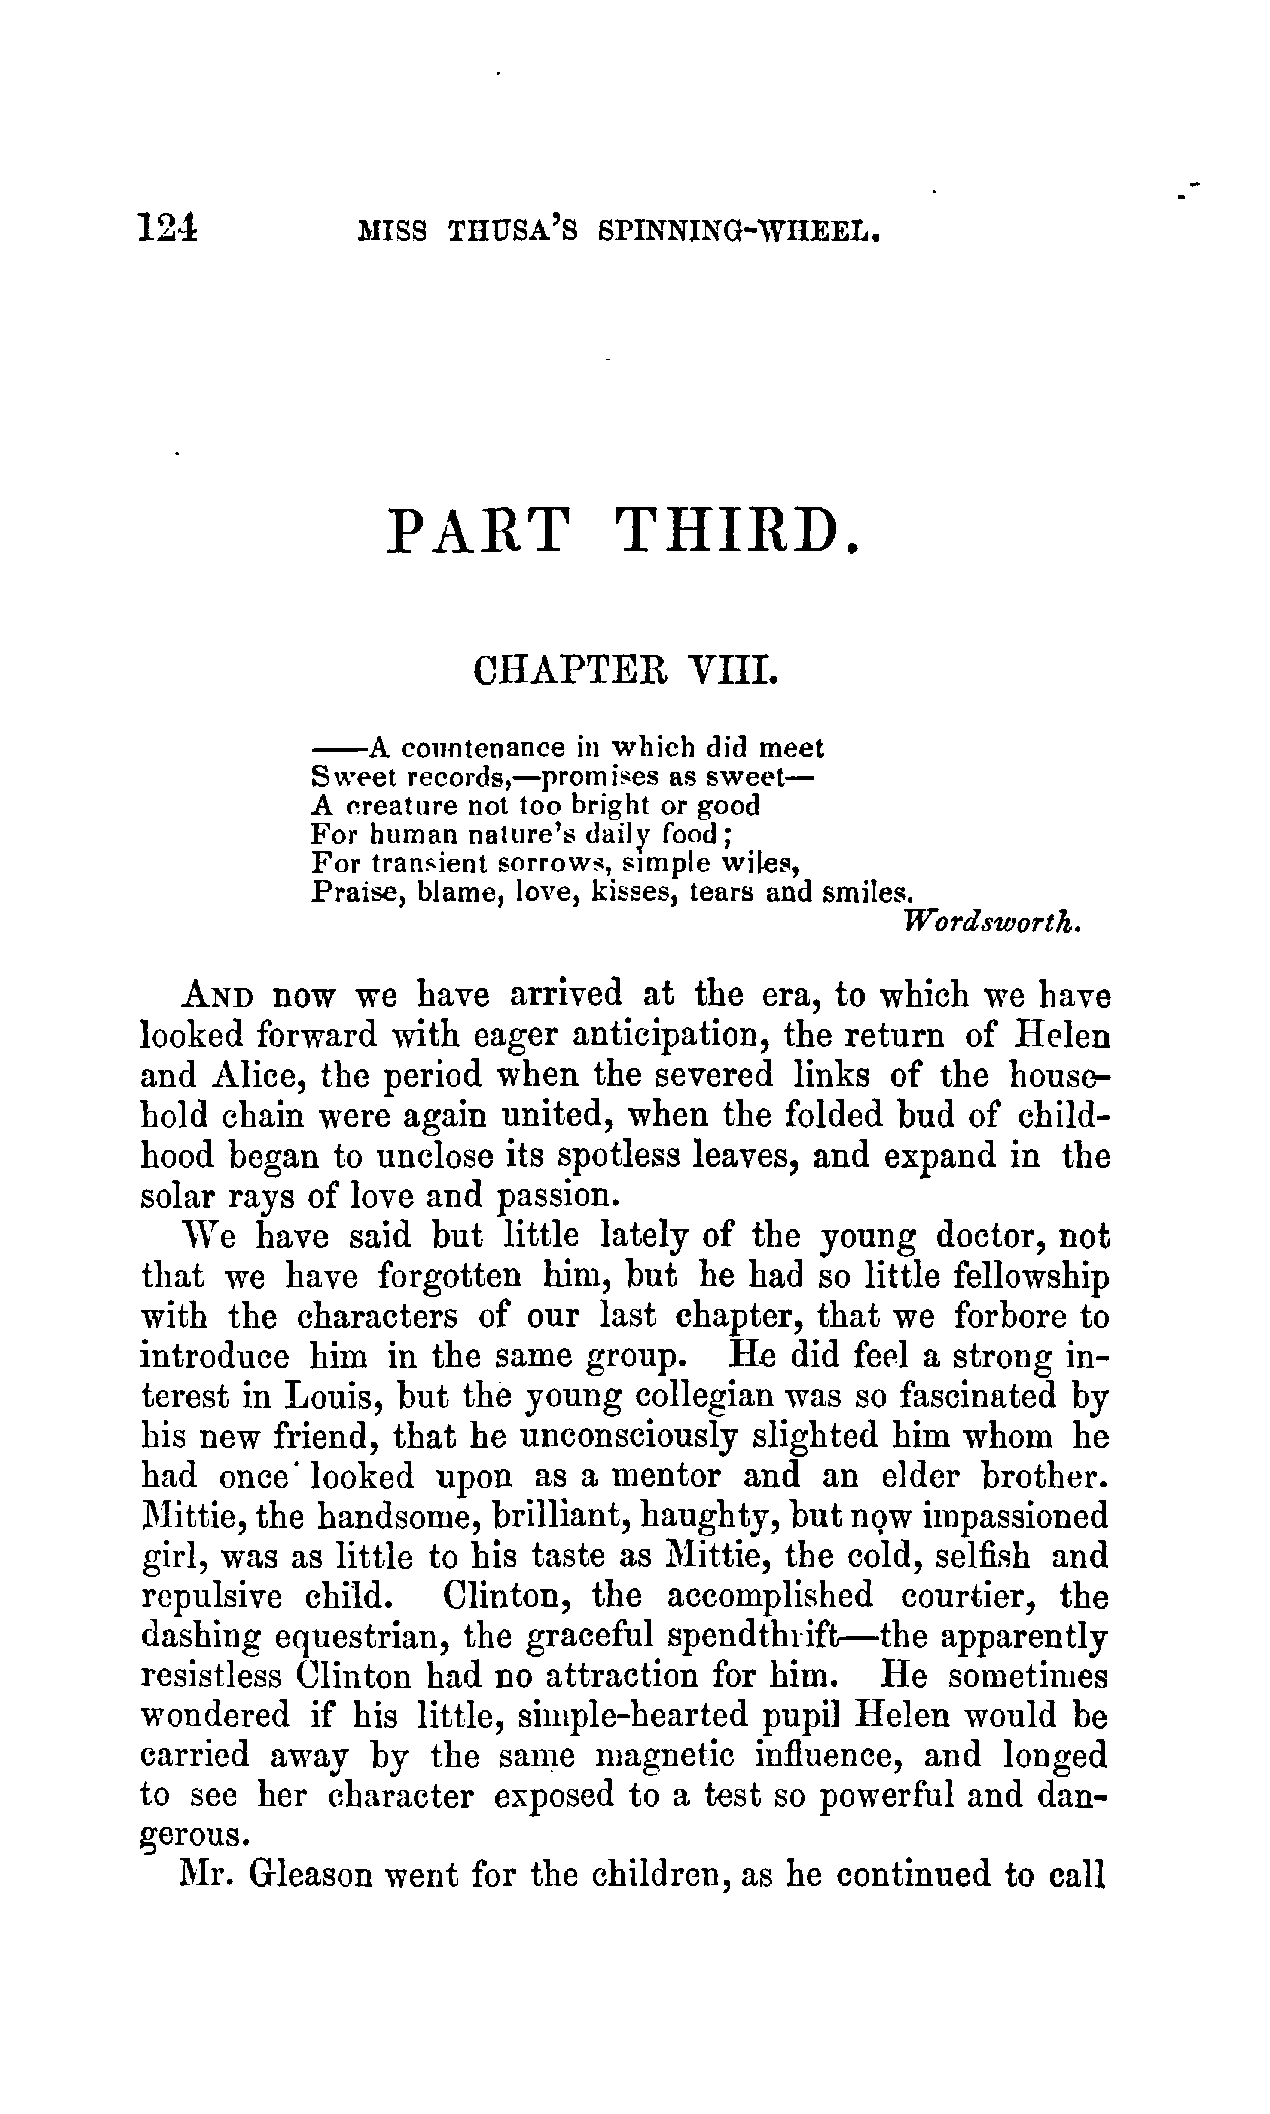 124 MISS THUSA'S SPINNING-WHEEL.
PART THIRD.
CHAPTER VIII.
——A countenance in which did meet
Sweet records,—promises as sweet—
A creature not too bright or good
For human nature's daily food;
For transient sorrows, simple wiles,
Praise, blame, love, kisses, tears and smiles.
Wordsworth.
AND now we have arrived at the era, to which we have
looked forward with eager anticipation, the return of Helen
and Alice, the period when the severed links of the house-
hold chain were again united, when the folded bud of child-
hood began to unclose its spotless leaves, and expand in the
solar rays of love and passion.
We have said but little lately of the young doctor, not
that we have forgotten him, but he had so little fellowship
with the characters of our last chapter, that we forbore to
introduce him in the same group. He did feel a strong in-
terest in Louis, but the young collegian was so fascinated by
his new friend, that he unconsciously slighted him whom he
had once looked upon as a mentor and an elder brother.
Mittie, the handsome, brilliant, haughty, but now impassioned
girl, was as little to his taste as Mittie, the cold, selfish and
repulsive child. Clinton, the accomplished courtier, the
dashing equestrian, the graceful spendthrift—the apparently
resistless Clinton had no attraction for him. He sometimes
wondered if his little, simple-hearted pupil Helen would be
carried away by the same magnetic influence, and longed
to see her character exposed to a test so powerful and dan-
gerous.
Mr. Gleason went for the children, as he continued to call